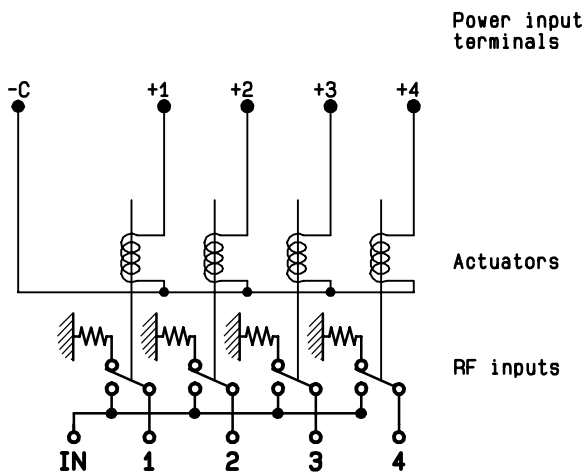 Power input
terminals
-C +1 +2 +3 +4
Actuators
RF inputs
IN 1 2 3 4